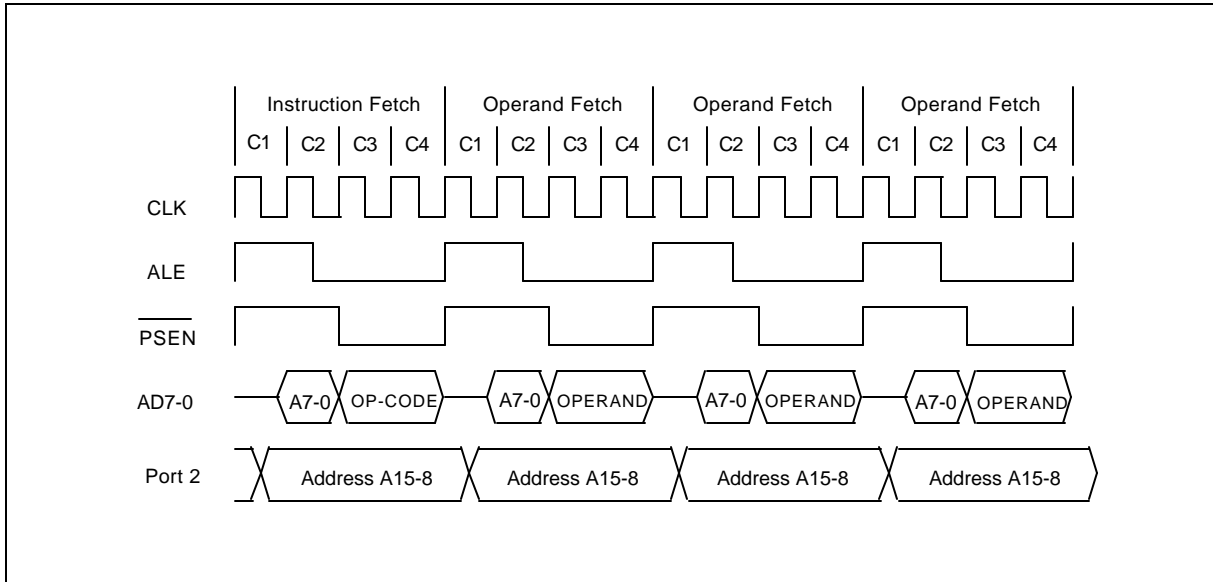 Instruction Fetch Operand Fetch Operand Fetch Operand Fetch
C1 C2 C3 C4 C1 C2 C3 C4 C1 C2 C3 C4 C1 C2 C3 C4
CLK
ALE
PSEN
AD7-0 A7-0 OP-CODE A7-0 OPERAND A7-0 OPERAND A7-0 OPERAND
Port 2 Address A15-8 Address A15-8 Address A15-8 Address A15-8